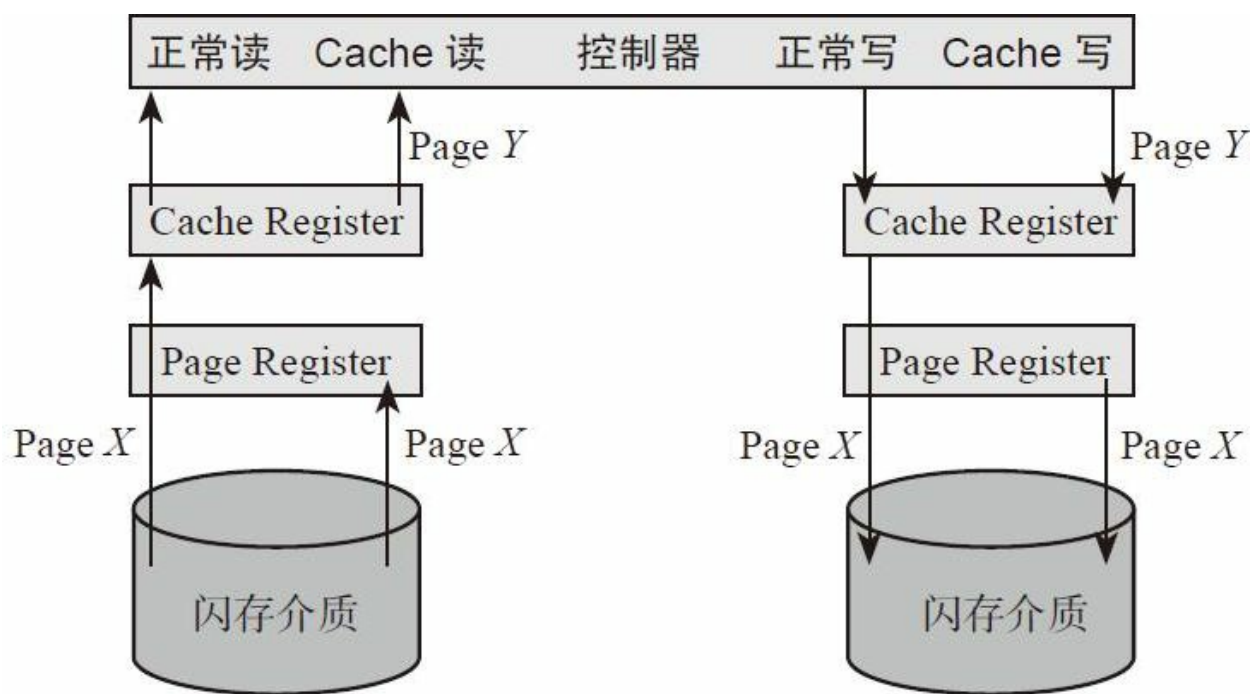 正常读 Cache 读 控制器 正常写 Cache 写
Page Y Page Y
Cache Register Cache Register
Page Register Page Register
Page X Page X Page X Page X
闪存介质 闪存介质